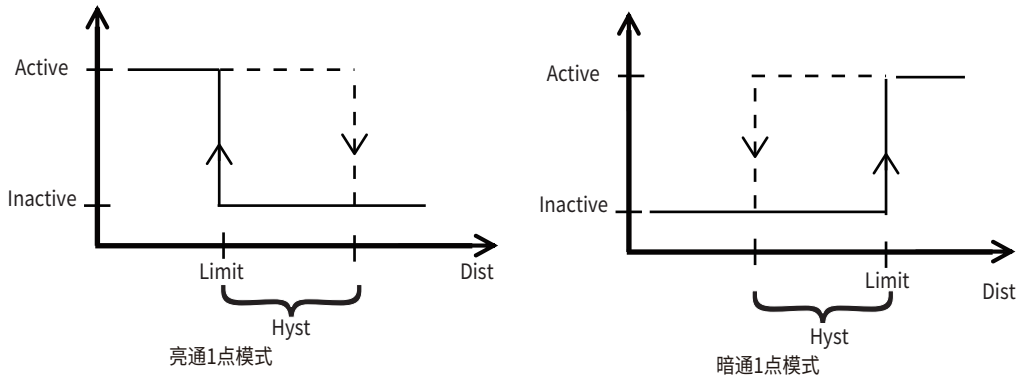 Active
Inactive
Limit
Dist
Hyst
亮通1点模式
Active
Inactive
Limit
Dist
Hyst
暗通1点模式